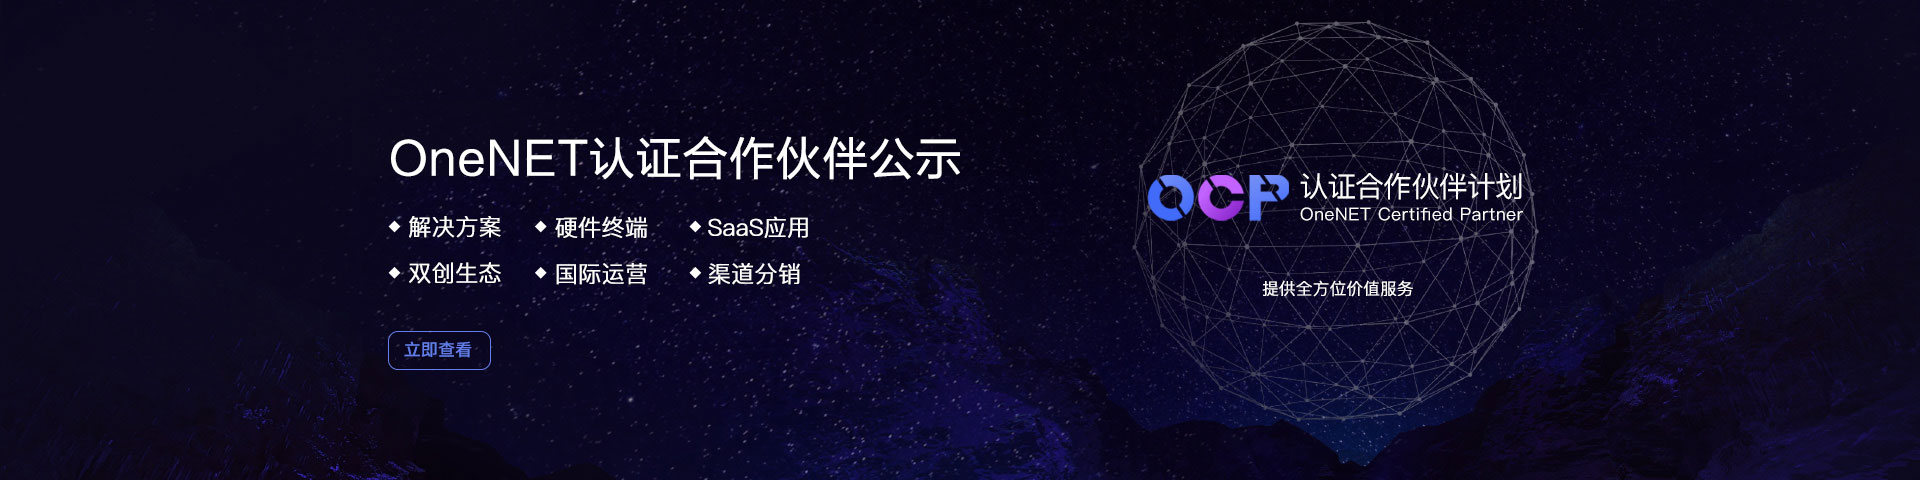 OneNET认证合作伙伴公示
◆ 解决方案 ◆ 硬件终端 ◆ SaaS应用
◆ 双创生态 ◆ 国际运营 ◆ 渠道分销
立即查看
OCP 认证合作伙伴计划
OneNET Certified Partner
提供全方位价值服务